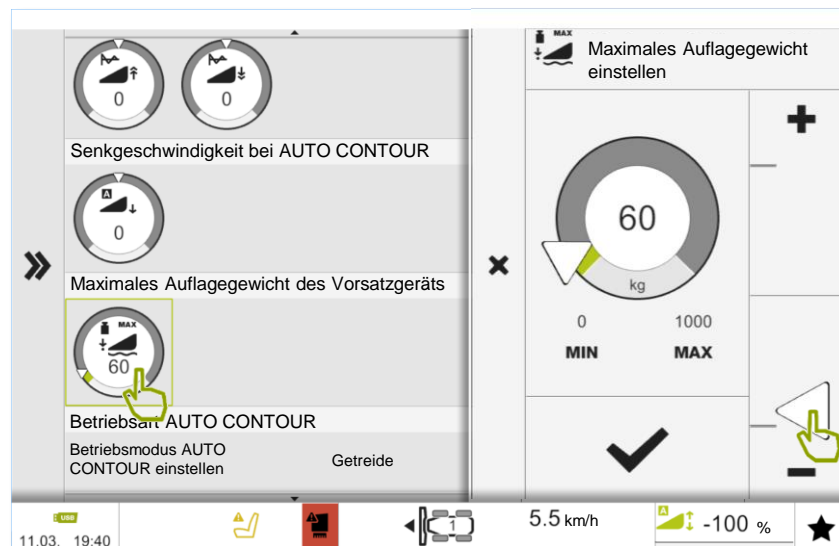 0
0
Senkgeschwindigkeit bei AUTO CONTOUR
A
0
Maximales Auflagegewicht des Vorsatzgeräts
MAX
60
Betriebsart AUTO CONTOUR
Betriebsmodus AUTO
CONTOUR einstellen
Getreide
MAX
Maximales Auflagegewicht
einstellen
60
kg
0
1000
MIN
MAX
USB
11.03. 19:40
1
5.5 km/h
A
-100 %